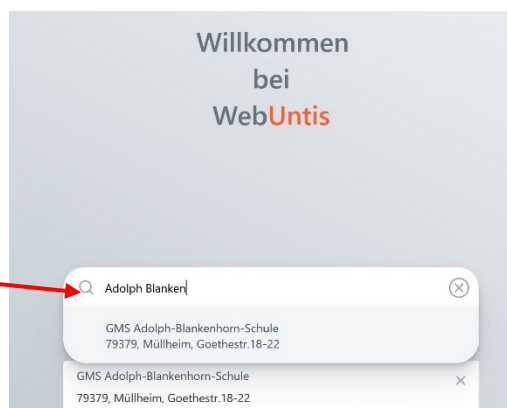 Willkommen
bei
WebUntis
Adolph Blanken
GMS Adolph-Blankenhorn-Schule
79379, Müllheim, Goethestr.18-22
GMS Adolph-Blankenhorn-Schule
79379, Müllheim, Goethestr.18-22